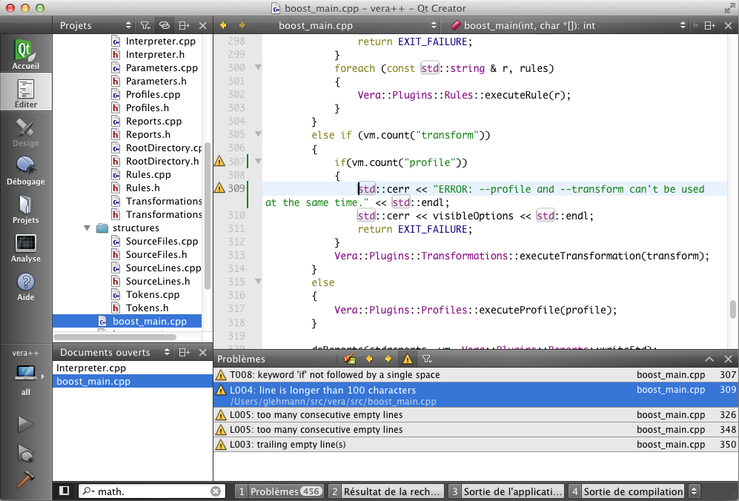 boost_main.cpp – vera++ – Qt Creator
Projets
boost_main.cpp
boost_main(int, char *[]): int
Accueil
Éditer
Design
Débogage
Projets
Analyse
Aide
vera++
all
Interpreter.cpp
Interpreter.h
Parameters.cpp
Parameters.h
Profiles.cpp
Profiles.h
Reports.cpp
Reports.h
RootDirectory.cp
RootDirectory.h
Rules.cpp
Rules.h
Transformations
Transformations
structures
SourceFiles.cpp
SourceFiles.h
SourceLines.cpp
SourceLines.h
Tokens.cpp
Tokens.h
boost_main.cpp
Documents ouverts
Interpreter.cpp
boost_main.cpp
298 return EXIT_FAILURE;
299 }
300 foreach (const std::string & r, rules)
301 {
302 Vera::Plugins::Rules::executeRule(r);
303 }
304 }
305 else if (vm.count("transform"))
306 {
307 if(vm.count("profile"))
308 {
309 std::cerr << "ERROR: --profile and --transform can't be used
at the same time." << std::endl;
310 std::cerr << visibleOptions << std::endl;
311 return EXIT_FAILURE;
312 }
313 Vera::Plugins::Transformations::executeTransformation(transform);
314 }
315 else
316 {
317 Vera::Plugins::Profiles::executeProfile(profile);
318 }
319
Problèmes
T008: keyword 'if' not followed by a single space boost_main.cpp 307
L004: line is longer than 100 characters boost_main.cpp 309
/Users/glehmann/src/vera/src/boost_main.cpp
L005: too many consecutive empty lines boost_main.cpp 326
L005: too many consecutive empty lines boost_main.cpp 348
L003: trailing empty line(s) boost_main.cpp 350
math.
1 Problèmes 456
2 Résultat de la rech...
3 Sortie de l'applicati...
4 Sortie de compilation